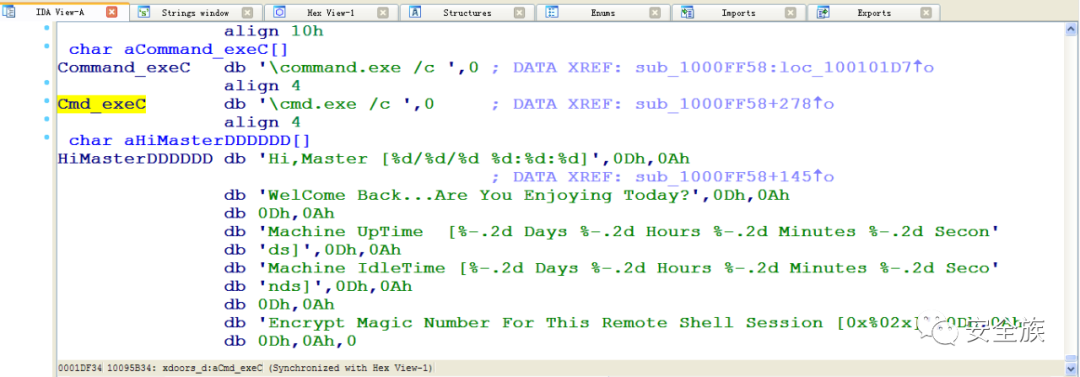 IDA View-A Strings window Hex View-1 Structures Enums Imports Exports
align 10h
char aCommand_exeC[]
Command_exeC db '\command.exe /c ',0 ; DATA XREF: sub_1000FF58:loc_100101D7↑o
align 4
Cmd_exeC db '\cmd.exe /c ',0 ; DATA XREF: sub_1000FF58+278↑o
align 4
char aHiMasterDDDDDD[]
HiMasterDDDDDD db 'Hi,Master [%d/%d/%d %d:%d:%d]',0Dh,0Ah
; DATA XREF: sub_1000FF58+145↑o
db 'WelCome Back...Are You Enjoying Today?',0Dh,0Ah
db 0Dh,0Ah
db 'Machine UpTime [%-.2d Days %-.2d Hours %-.2d Minutes %-.2d Secon'
db 'ds]',0Dh,0Ah
db 'Machine IdleTime [%-.2d Days %-.2d Hours %-.2d Minutes %-.2d Seco'
db 'nds]',0Dh,0Ah
db 0Dh,0Ah
db 'Encrypt Magic Number For This Remote Shell Session [0x%02x]',0Dh,0Ah
db 0Dh,0Ah,0
安全族
0001DF34 10095B34: xdoors_d:aCmd_exeC (Synchronized with Hex View-1)